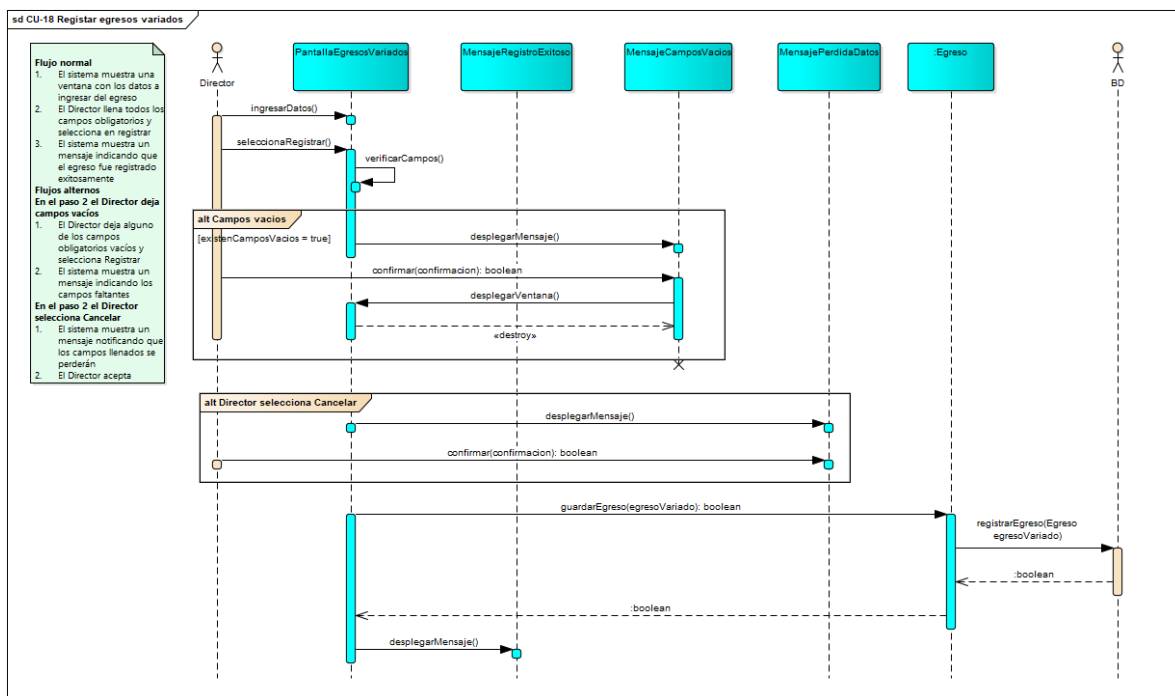 sd CU-18 Registar egresos variados
Flujo normal
1. El sistema muestra una
ventana con los datos a
ingresar del egreso
2. El Director llena todos los
campos obligatorios y
selecciona en registrar
3. El sistema muestra un
mensaje indicando que
el egreso fue registrado
exitosamente
Flujos alternos
En el paso 2 el Director deja
campos vacíos
1. El Director deja alguno
de los campos
obligatorios vacíos y
selecciona Registrar
2. El sistema muestra un
mensaje indicando los
campos faltantes
En el paso 2 el Director
selecciona Cancelar
1. El sistema muestra un
mensaje notificando que
los campos llenados se
perderán
2. El Director acepta
Director
PantallaEgresosVariados
MensajeRegistroExitoso
MensajeCamposVacios
MensajePerdidaDatos
:Egreso
BD
ingresarDatos()
seleccionaRegistrar()
verificarCampos()
alt Campos vacios
[existenCamposVacios = true]
desplegarMensaje()
confirmar(confirmacion): boolean
desplegarVentana()
«destroy»
alt Director selecciona Cancelar
desplegarMensaje()
confirmar(confirmacion): boolean
guardarEgreso(egresoVariado): boolean
registrarEgreso(Egreso
egresoVariado)
:boolean
:boolean
desplegarMensaje()